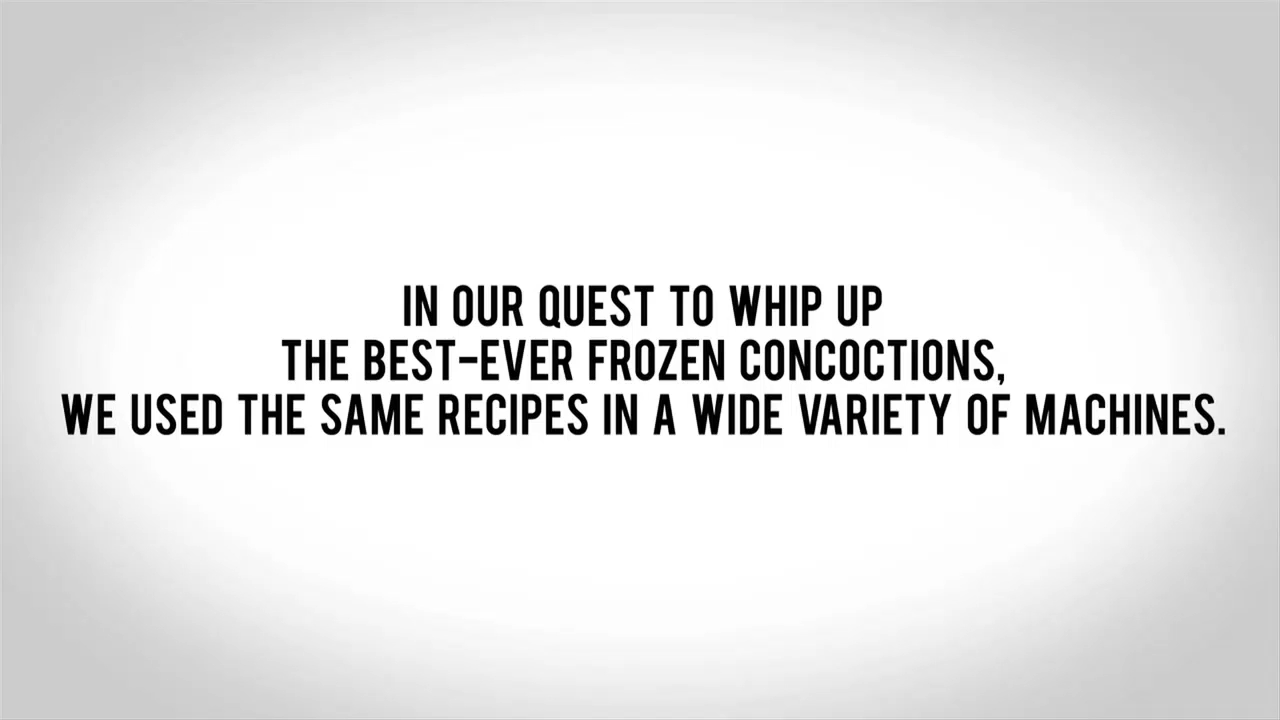 IN OUR QUEST TO WHIP UP
THE BEST-EVER FROZEN CONCOCTIONS,
WE USED THE SAME RECIPES IN A WIDE VARIETY OF MACHINES.